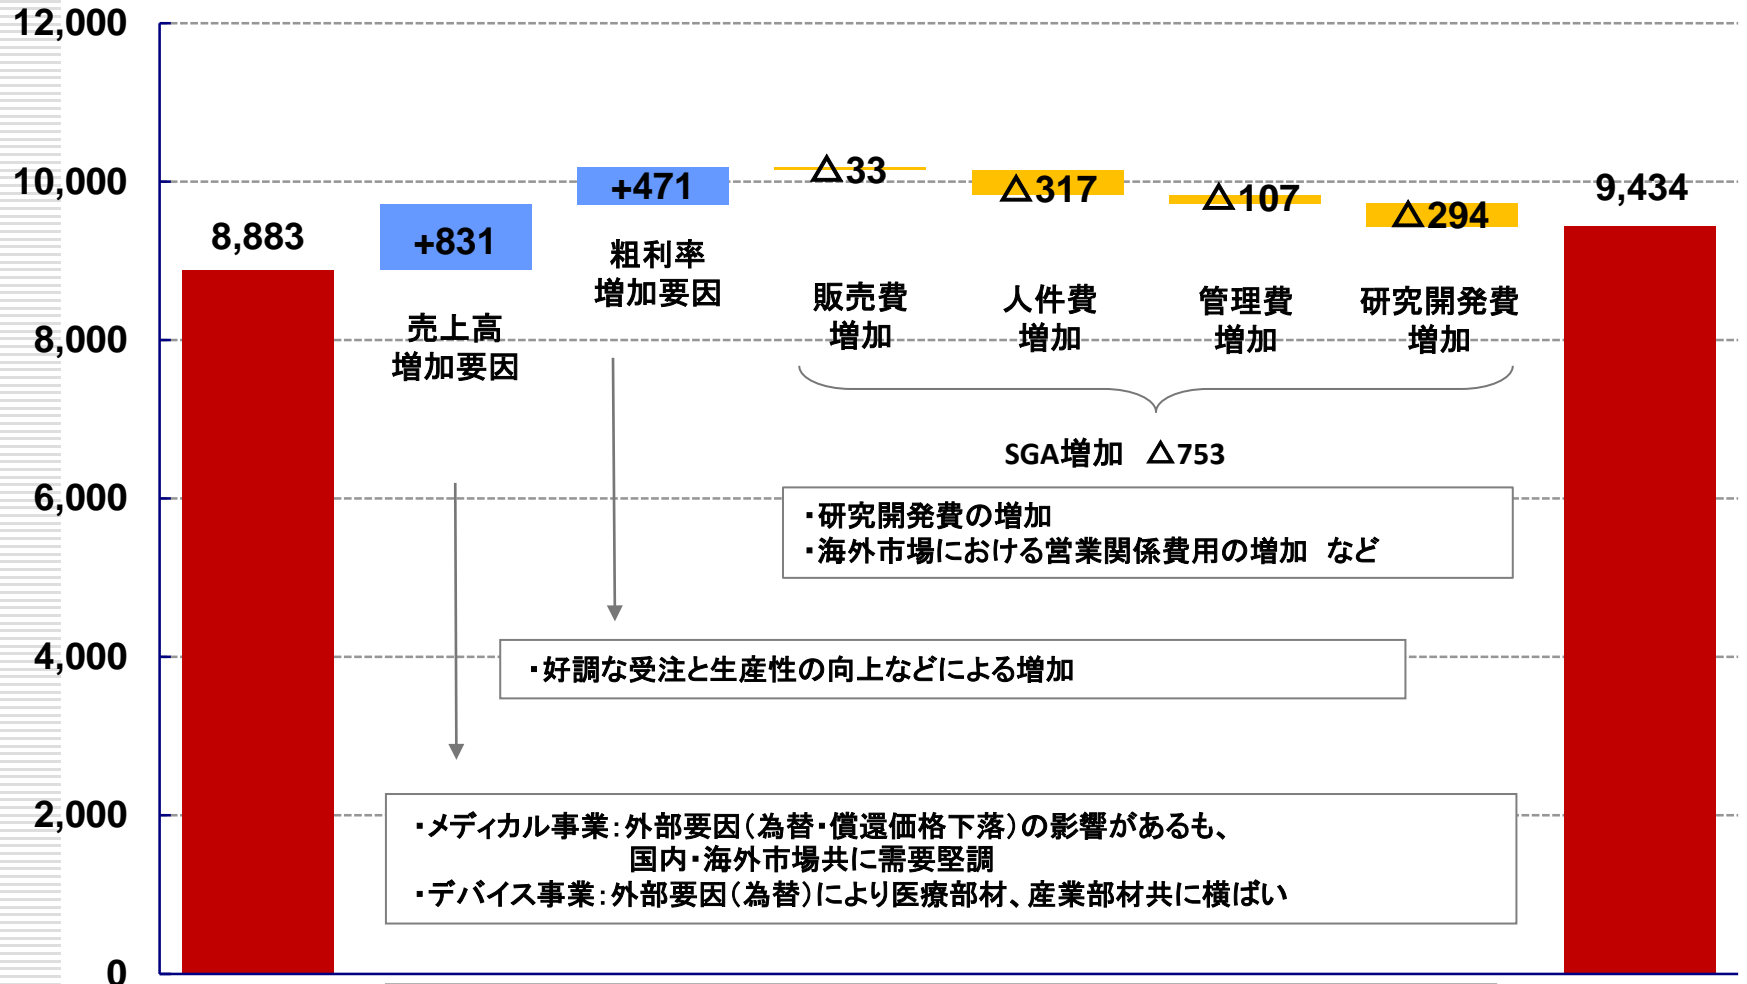 12,000
10,000
8,000
6,000
4,000
2,000
0
8,883
+831
売上高
増加要因
+471
粗利率
増加要因
△33
販売費
増加
△317
人件費
増加
△107
管理費
増加
△294
研究開発費
増加
9,434
SGA増加 △753
・研究開発費の増加
・海外市場における営業関係費用の増加 など
・好調な受注と生産性の向上などによる増加
・メディカル事業：外部要因（為替・償還価格下落）の影響があるも、
国内・海外市場共に需要堅調
・デバイス事業：外部要因（為替）により医療部材、産業部材共に横ばい